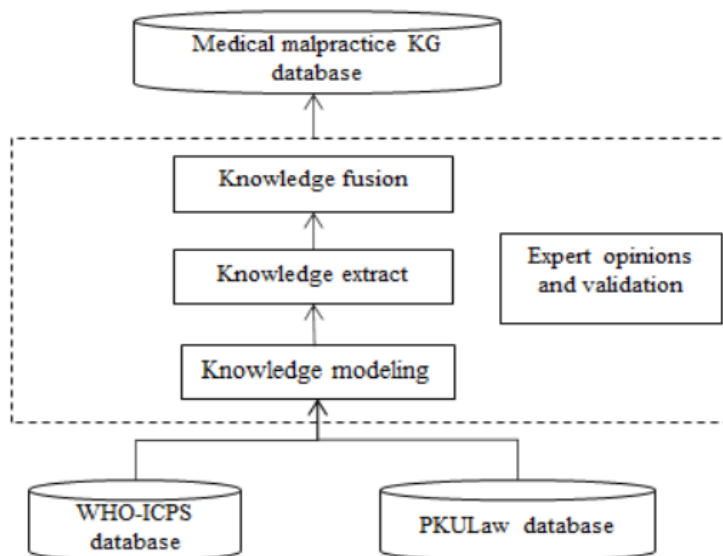 Medical malpractice KG
database
Knowledge fusion
Knowledge extract
Expert opinions
and validation
Knowledge modeling
WHO-ICPS
database
PKULaw database